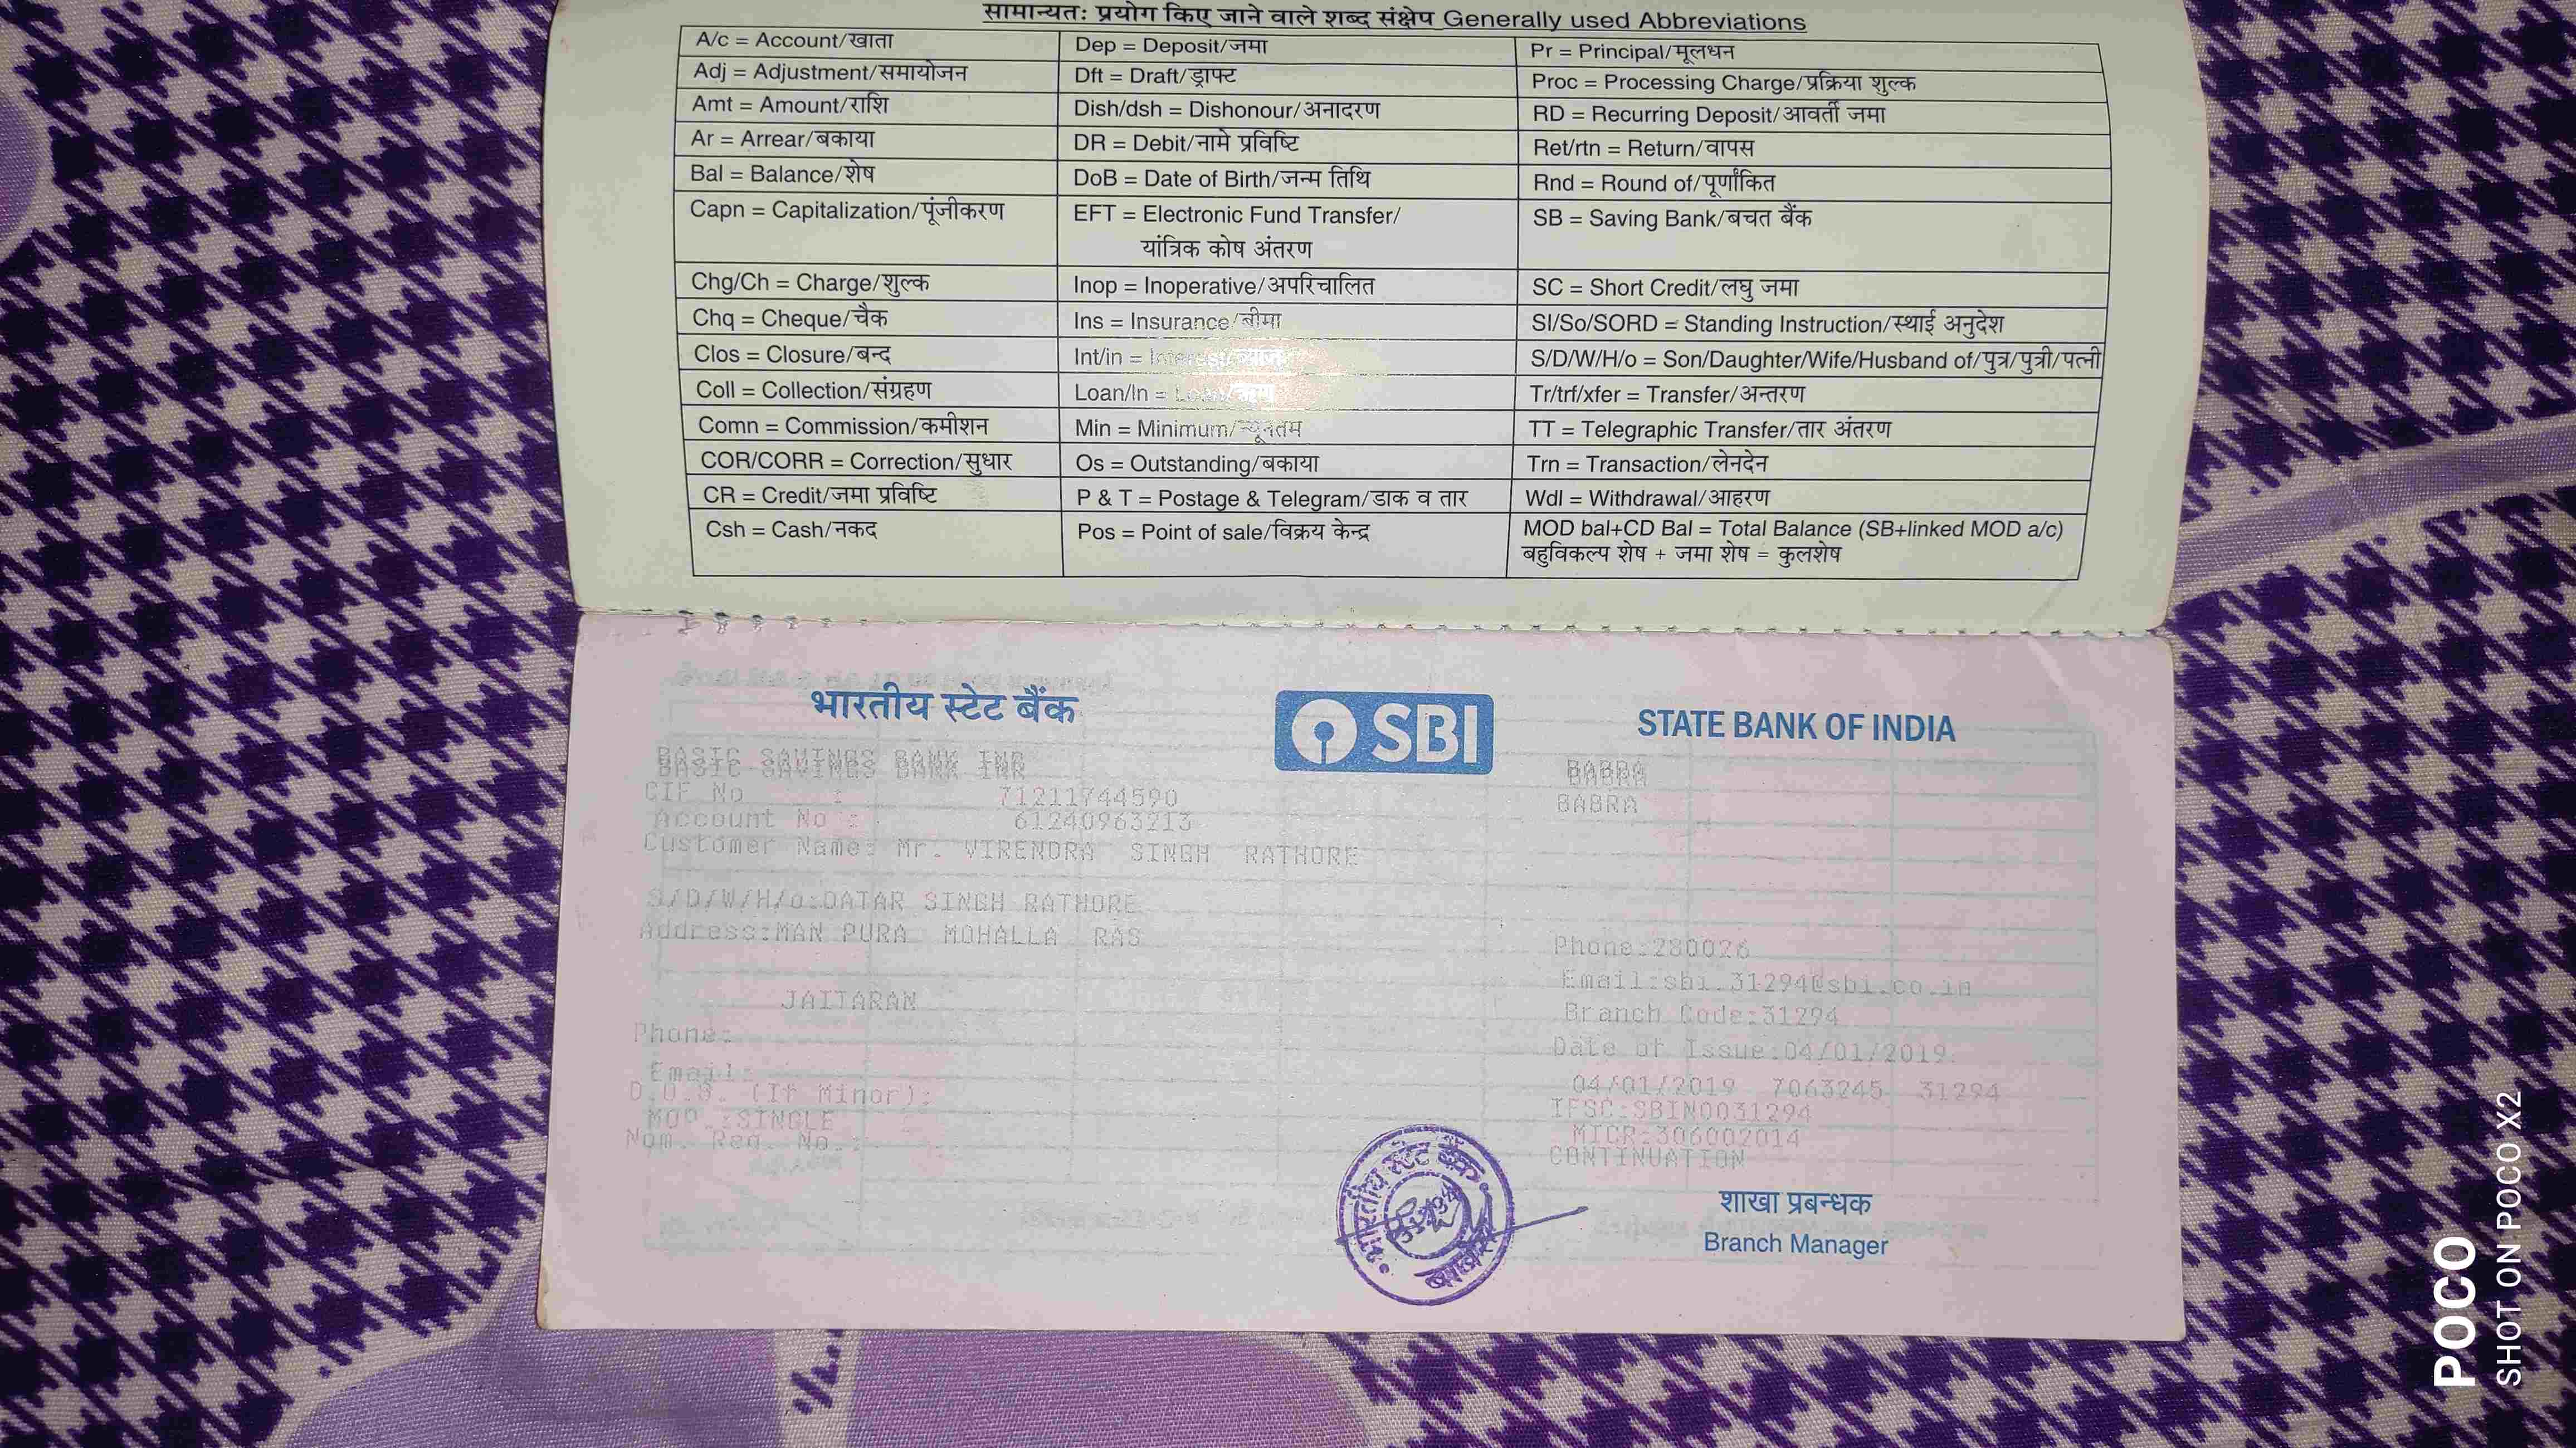 सामान्यत: प्रयोग किए जाने वाले शब्द संक्षेप Generally used Abbreviations
A/c = Account/खाता
Dep = Deposit/जमा
Pr = Principal/मूलधन
Adj = Adjustment/समायोजन
Dft = Draft/ड्राफ्ट
Proc = Processing Charge/प्रक्रिया शुल्क
Amt = Amount/राशि
Dish/dsh = Dishonour/अनादरण
RD = Recurring Deposit/आवर्ती जमा
Ar = Arrear/बकाया
DR = Debit/नामे प्रविष्टि
Ret/rtn = Return/वापस
Bal = Balance/शेष
DoB = Date of Birth/जन्म तिथि
Rnd = Round of/पूर्णांकित
Capn = Capitalization/पूंजीकरण
EFT = Electronic Fund Transfer/
यांत्रिक कोष अंतरण
SB = Saving Bank/बचत बैंक
Chg/Ch = Charge/शुल्क
Inop = Inoperative/अपरिचालित
SC = Short Credit/लघु जमा
Chq = Cheque/चैक
Ins = Insurance/बीमा
SI/So/SORD = Standing Instruction/स्थाई अनुदेश
Clos = Closure/बन्द
Int/in = Interest/ब्याज
S/D/W/H/o = Son/Daughter/Wife/Husband of/पुत्र/पुत्री/पत्नी
Coll = Collection/संग्रहण
Loan/ln = Loan/ऋण
Tr/trf/xfer = Transfer/अन्तरण
Comn = Commission/कमीशन
Min = Minimum/न्यूनतम
TT = Telegraphic Transfer/तार अंतरण
COR/CORR = Correction/सुधार
Os = Outstanding/बकाया
Trn = Transaction/लेनदेन
CR = Credit/जमा प्रविष्टि
P & T = Postage & Telegram/डाक व तार
Wdl = Withdrawal/आहरण
Csh = Cash/नकद
Pos = Point of sale/विक्रय केन्द्र
MOD bal+CD Bal = Total Balance (SB+linked MOD a/c)
बहुविकल्प शेष + जमा शेष = कुलशेष
भारतीय स्टेट बैंक
SBI
STATE BANK OF INDIA
BASIC SAVINGS BANK INR
BABRA
CIF No : 71211744590
BABRA
Account No : 61240963213
Customer Name: Mr. VIRENDRA SINGH RATHORE
S/D/W/H/o:DATAR SINGH RATHORE
Address:MAN PURA MOHALLA RAS
Phone:280026
Email:sbi.31294@sbi.co.in
JAITARAN
Branch Code:31294
Phone:
Date of Issue:04/01/2019
Email:
04/01/2019 7063245 31294
D.O.B. (If Minor):
IFSC:SBIN0031294
MOP :SINGLE
MICR:306002014
Nom. Reg. No.:
CONTINUATION
भारतीय स्टेट बैंक
शाखा प्रबन्धक
Branch Manager
POCO
SHOT ON POCO X2